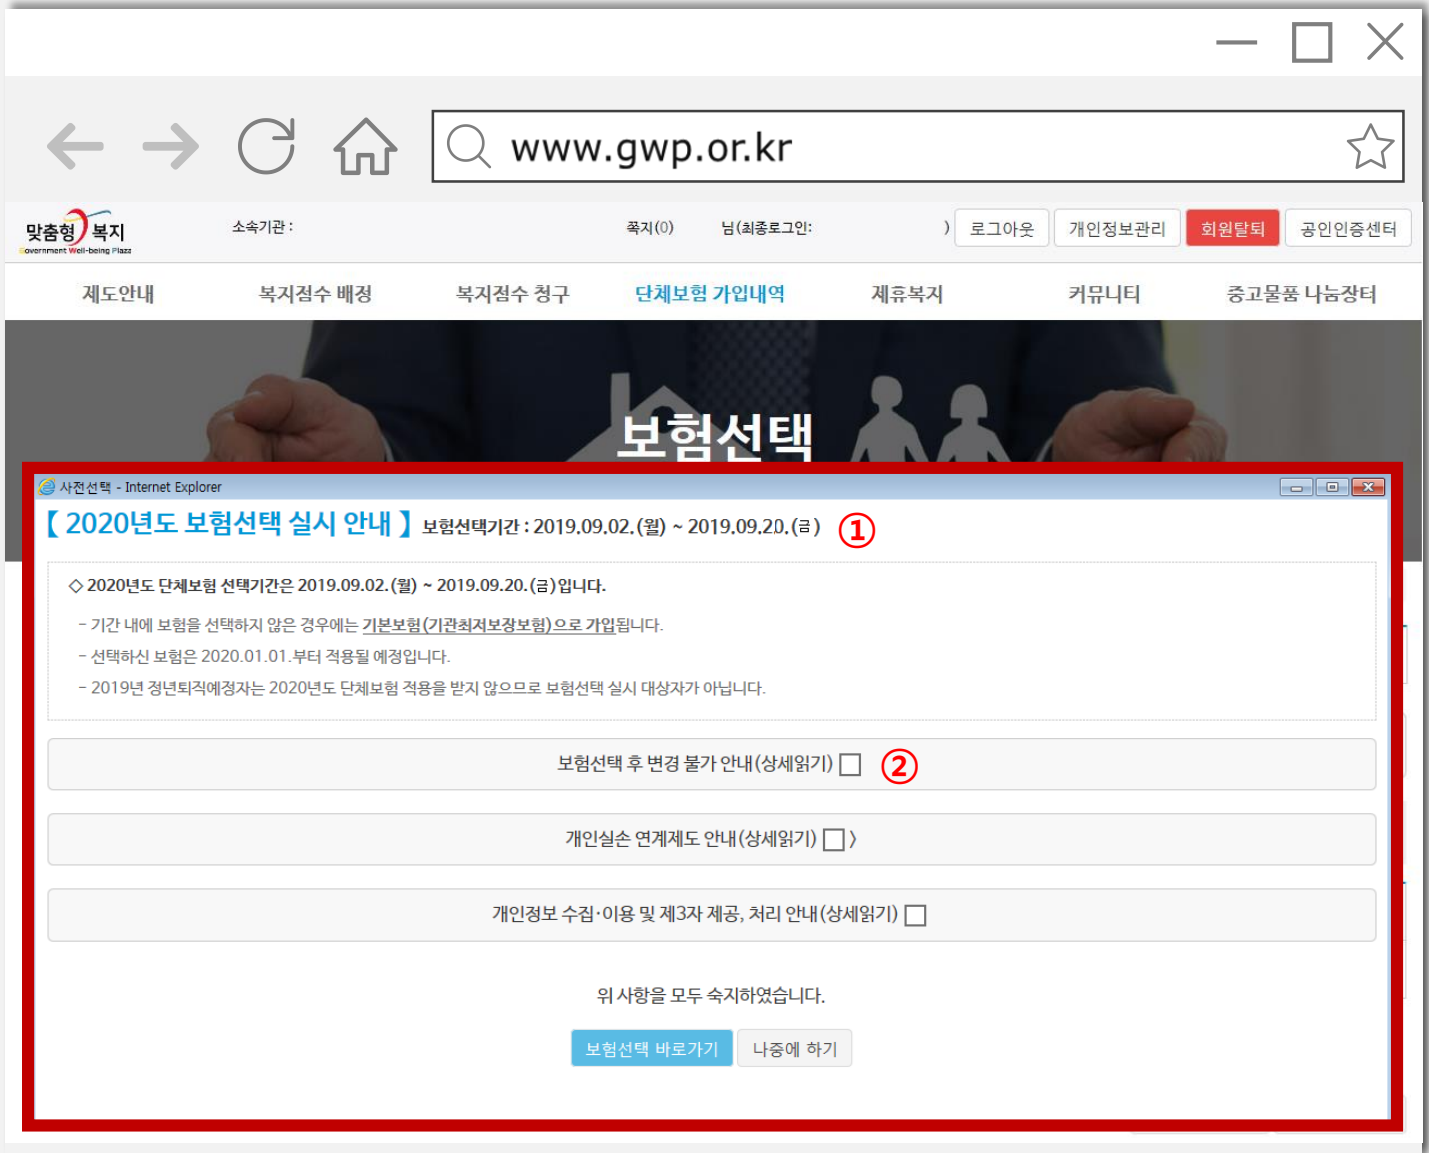 www.gwp.or.kr
맞춤형 복지
Government Well-being Plaza
소속기관 :
쪽지(0) 님(최종로그인: )
로그아웃
개인정보관리
회원탈퇴
공인인증센터
제도안내
복지점수 배정
복지점수 청구
단체보험 가입내역
제휴복지
커뮤니티
중고물품 나눔장터
보험선택
사전선택 - Internet Explorer
【 2020년도 보험선택 실시 안내 】 보험선택기간 : 2019.09.02.(월) ~ 2019.09.20.(금) ①
◇ 2020년도 단체보험 선택기간은 2019.09.02.(월) ~ 2019.09.20.(금)입니다.
- 기간 내에 보험을 선택하지 않은 경우에는 기본보험(기관최저보장보험)으로 가입됩니다.
- 선택하신 보험은 2020.01.01.부터 적용될 예정입니다.
- 2019년 정년퇴직예정자는 2020년도 단체보험 적용을 받지 않으므로 보험선택 실시 대상자가 아닙니다.
보험선택 후 변경 불가 안내(상세읽기) □ ②
개인실손 연계제도 안내(상세읽기) □ 〉
개인정보 수집·이용 및 제3자 제공, 처리 안내(상세읽기) □
위 사항을 모두 숙지하였습니다.
보험선택 바로가기
나중에 하기